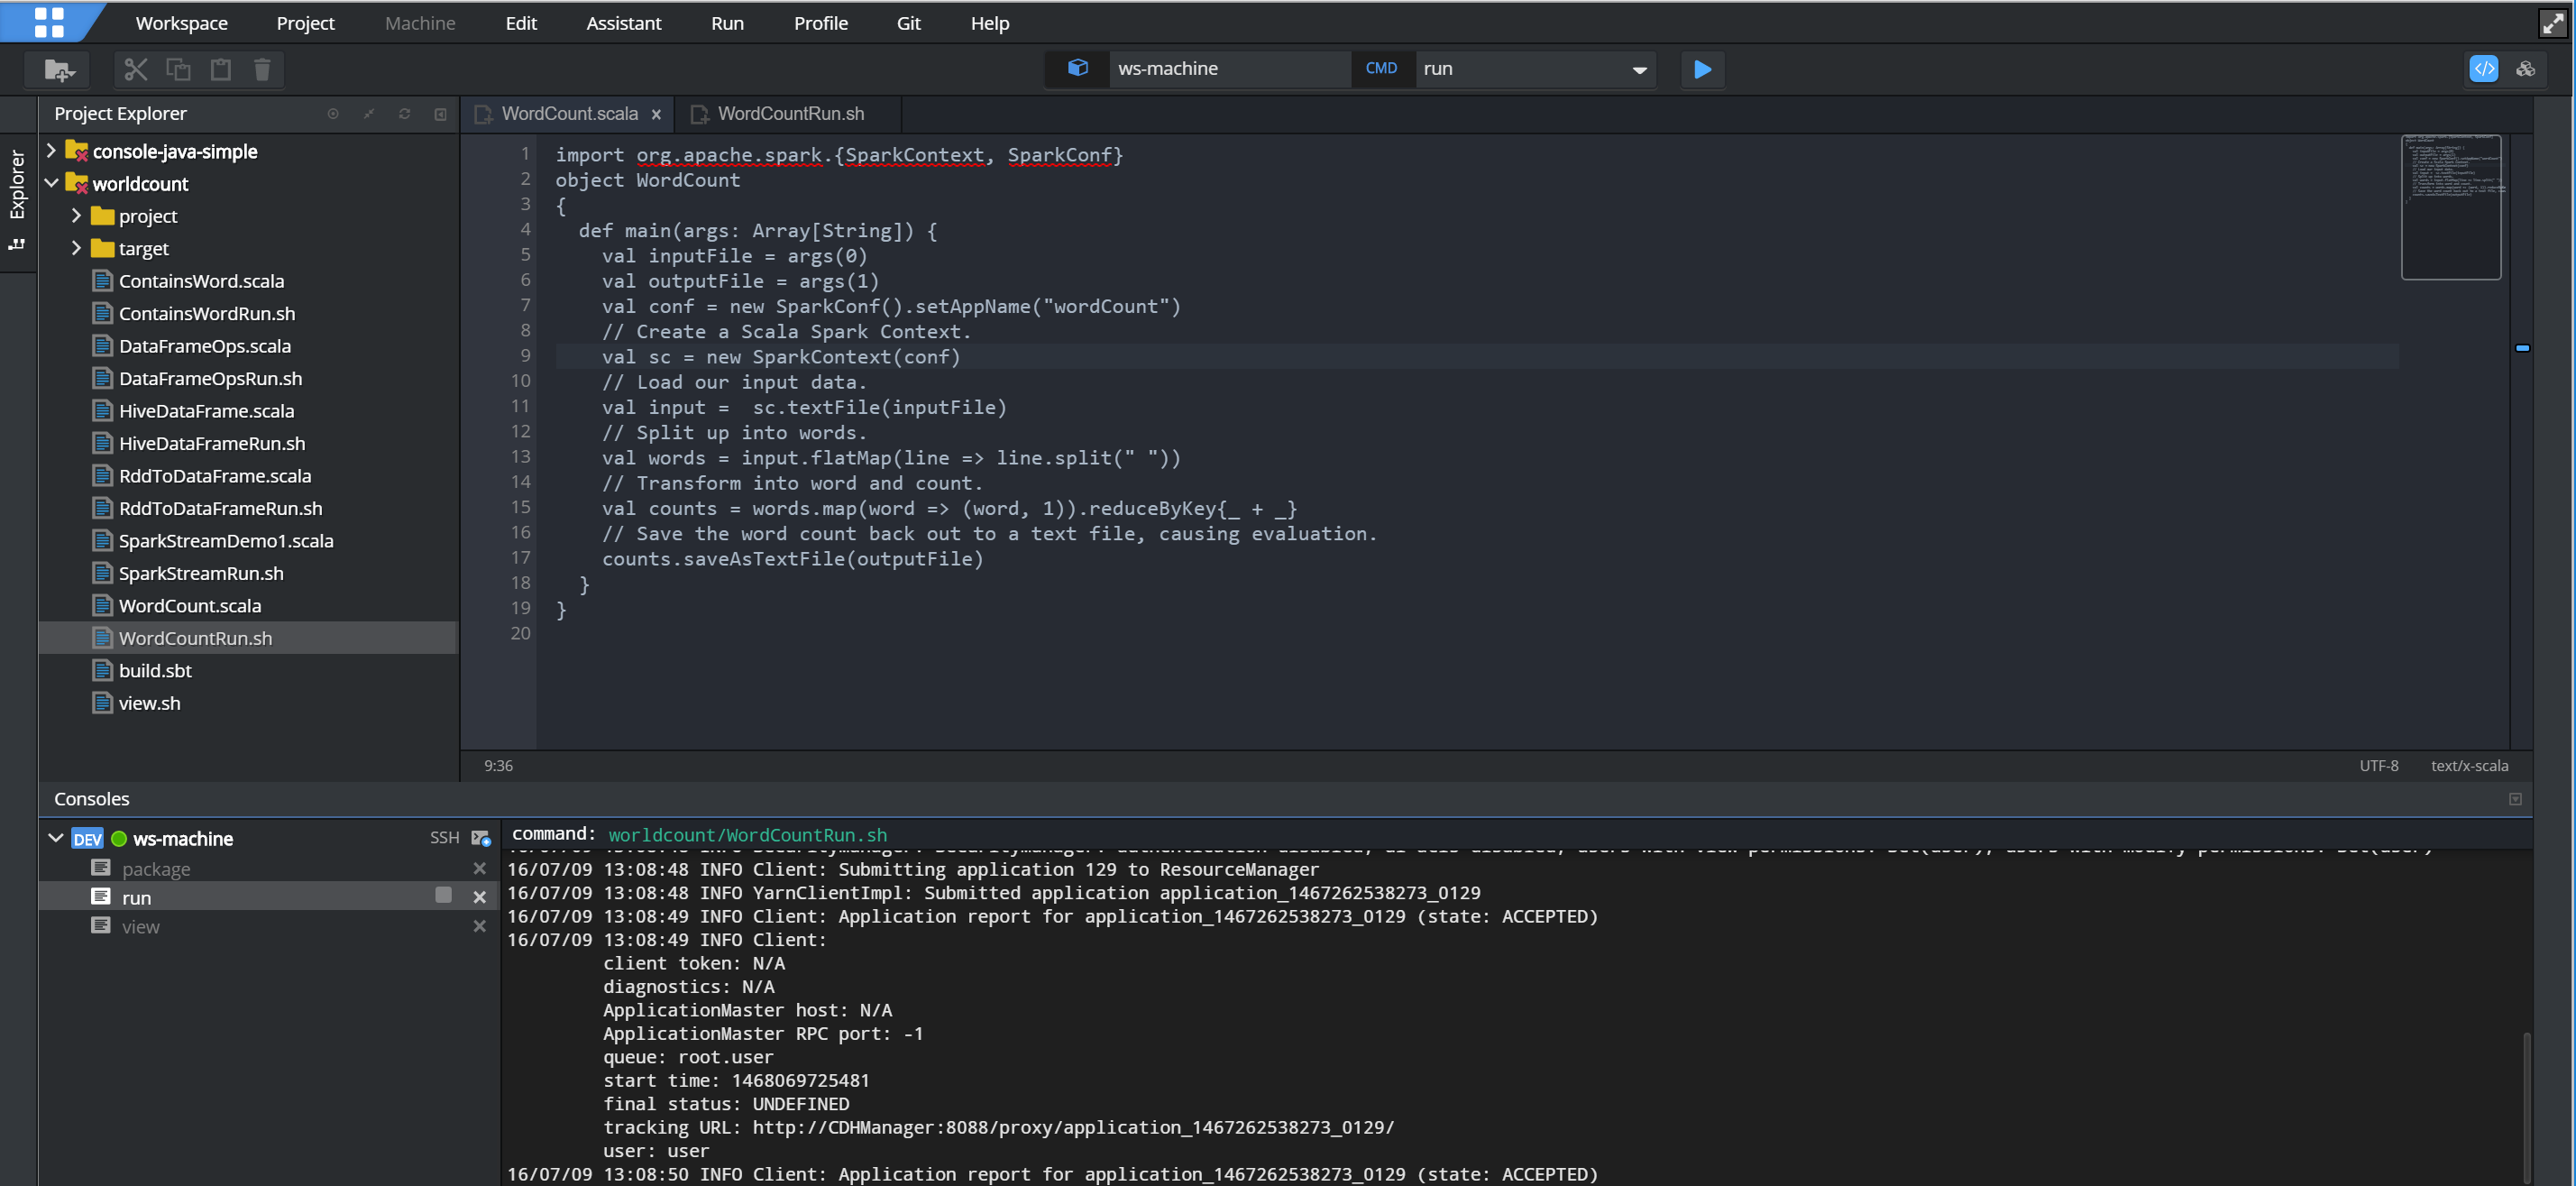 Workspace Project Machine Edit Assistant Run Profile Git Help
ws-machine CMD run
Project Explorer
WordCount.scala x WordCountRun.sh
Explorer
console-java-simple
worldcount
project
target
ContainsWord.scala
ContainsWordRun.sh
DataFrameOps.scala
DataFrameOpsRun.sh
HiveDataFrame.scala
HiveDataFrameRun.sh
RddToDataFrame.scala
RddToDataFrameRun.sh
SparkStreamDemo1.scala
SparkStreamRun.sh
WordCount.scala
WordCountRun.sh
build.sbt
view.sh
1 import org.apache.spark.{SparkContext, SparkConf}
2 object WordCount
3 {
4   def main(args: Array[String]) {
5     val inputFile = args(0)
6     val outputFile = args(1)
7     val conf = new SparkConf().setAppName("wordCount")
8     // Create a Scala Spark Context.
9     val sc = new SparkContext(conf)
10     // Load our input data.
11     val input =  sc.textFile(inputFile)
12     // Split up into words.
13     val words = input.flatMap(line => line.split(" "))
14     // Transform into word and count.
15     val counts = words.map(word => (word, 1)).reduceByKey{_ + _}
16     // Save the word count back out to a text file, causing evaluation.
17     counts.saveAsTextFile(outputFile)
18   }
19 }
20
9:36 UTF-8 text/x-scala
Consoles
DEV ws-machine SSH
package
run
view
command: worldcount/WordCountRun.sh
16/07/09 13:08:48 INFO Client: Submitting application 129 to ResourceManager
16/07/09 13:08:48 INFO YarnClientImpl: Submitted application application_1467262538273_0129
16/07/09 13:08:49 INFO Client: Application report for application_1467262538273_0129 (state: ACCEPTED)
16/07/09 13:08:49 INFO Client:
client token: N/A
diagnostics: N/A
ApplicationMaster host: N/A
ApplicationMaster RPC port: -1
queue: root.user
start time: 1468069725481
final status: UNDEFINED
tracking URL: http://CDHManager:8088/proxy/application_1467262538273_0129/
user: user
16/07/09 13:08:50 INFO Client: Application report for application_1467262538273_0129 (state: ACCEPTED)